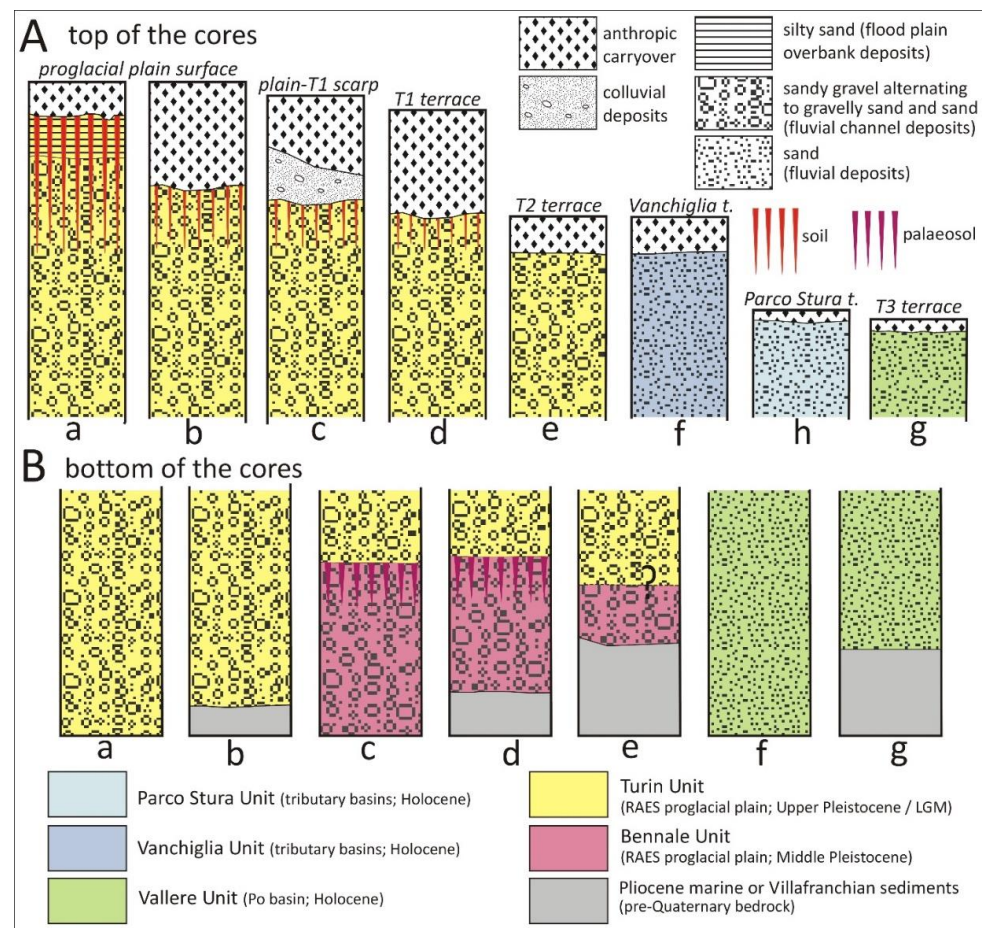 A top of the cores
proglacial plain surface
plain-T1 scarp
T1 terrace
T2 terrace
Vanchiglia t.
Parco Stura t.
T3 terrace
anthropic
carryover
colluvial
deposits
silty sand (flood plain
overbank deposits)
sandy gravel alternating
to gravelly sand and sand
(fluvial channel deposits)
sand
(fluvial deposits)
soil
palaeosol
a b c d e f h g
B bottom of the cores
?
a b c d e f g
Parco Stura Unit (tributary basins; Holocene)
Vanchiglia Unit (tributary basins; Holocene)
Vallere Unit (Po basin; Holocene)
Turin Unit
(RAES proglacial plain; Upper Pleistocene / LGM)
Bennale Unit
(RAES proglacial plain; Middle Pleistocene)
Pliocene marine or Villafranchian sediments
(pre-Quaternary bedrock)